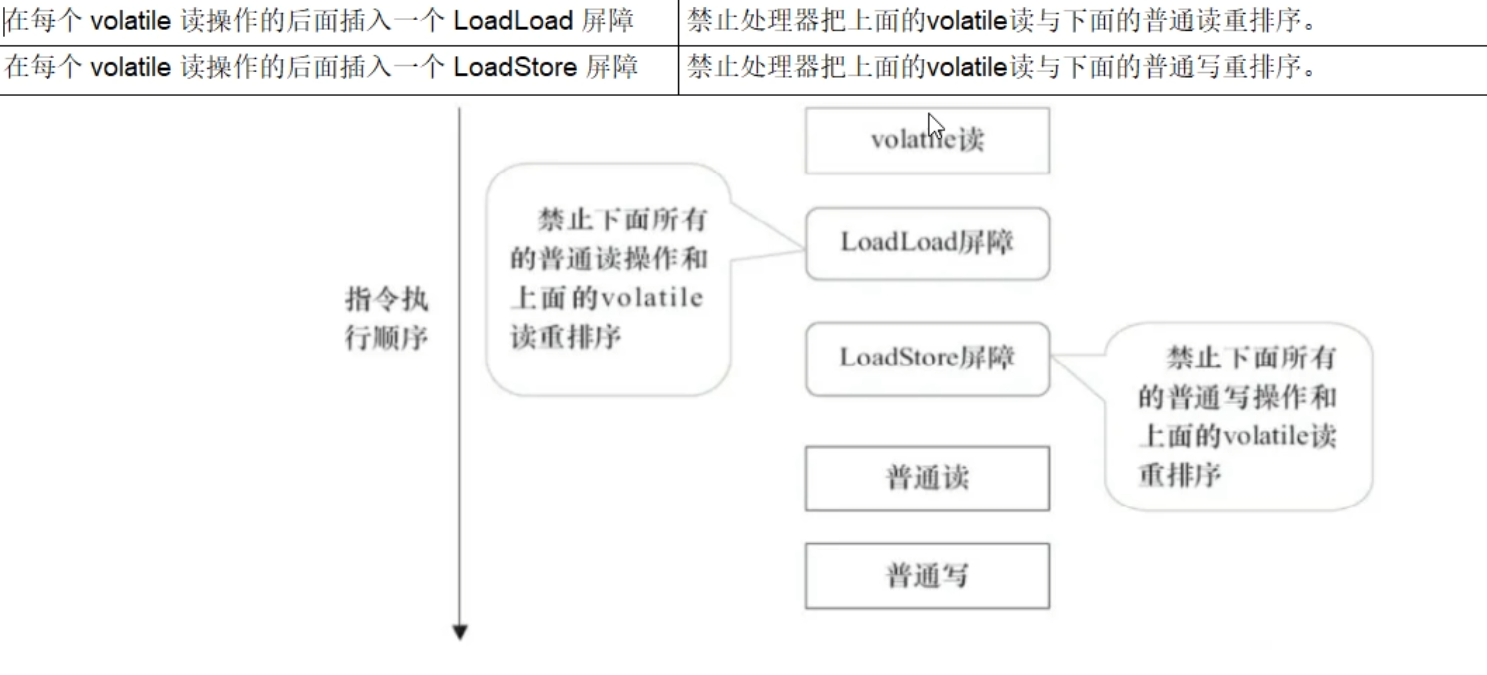 在每个 volatile 读操作的后面插入一个 LoadLoad 屏障
禁止处理器把上面的volatile读与下面的普通读重排序。
在每个 volatile 读操作的后面插入一个 LoadStore 屏障
禁止处理器把上面的volatile读与下面的普通写重排序。
volatile读
禁止下面所有
的普通读操作和
上面的volatile
读重排序
LoadLoad屏障
指令执
行顺序
LoadStore屏障
禁止下面所有
的普通写操作和
上面的volatile读
重排序
普通读
普通写